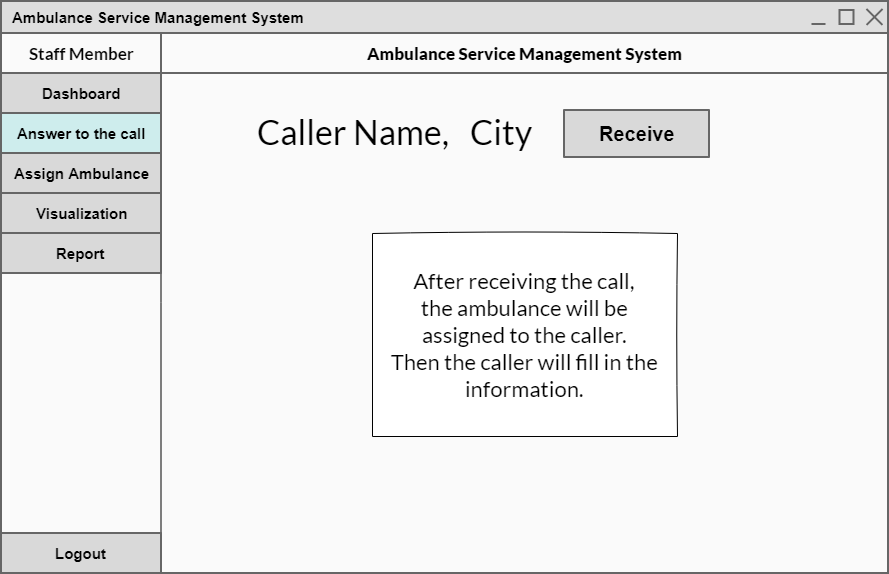 Ambulance Service Management System
Staff Member
Ambulance Service Management System
Dashboard
Answer to the call
Assign Ambulance
Visualization
Report
Logout
Caller Name, City
Receive
After receiving the call,
the ambulance will be
assigned to the caller.
Then the caller will fill in the
information.